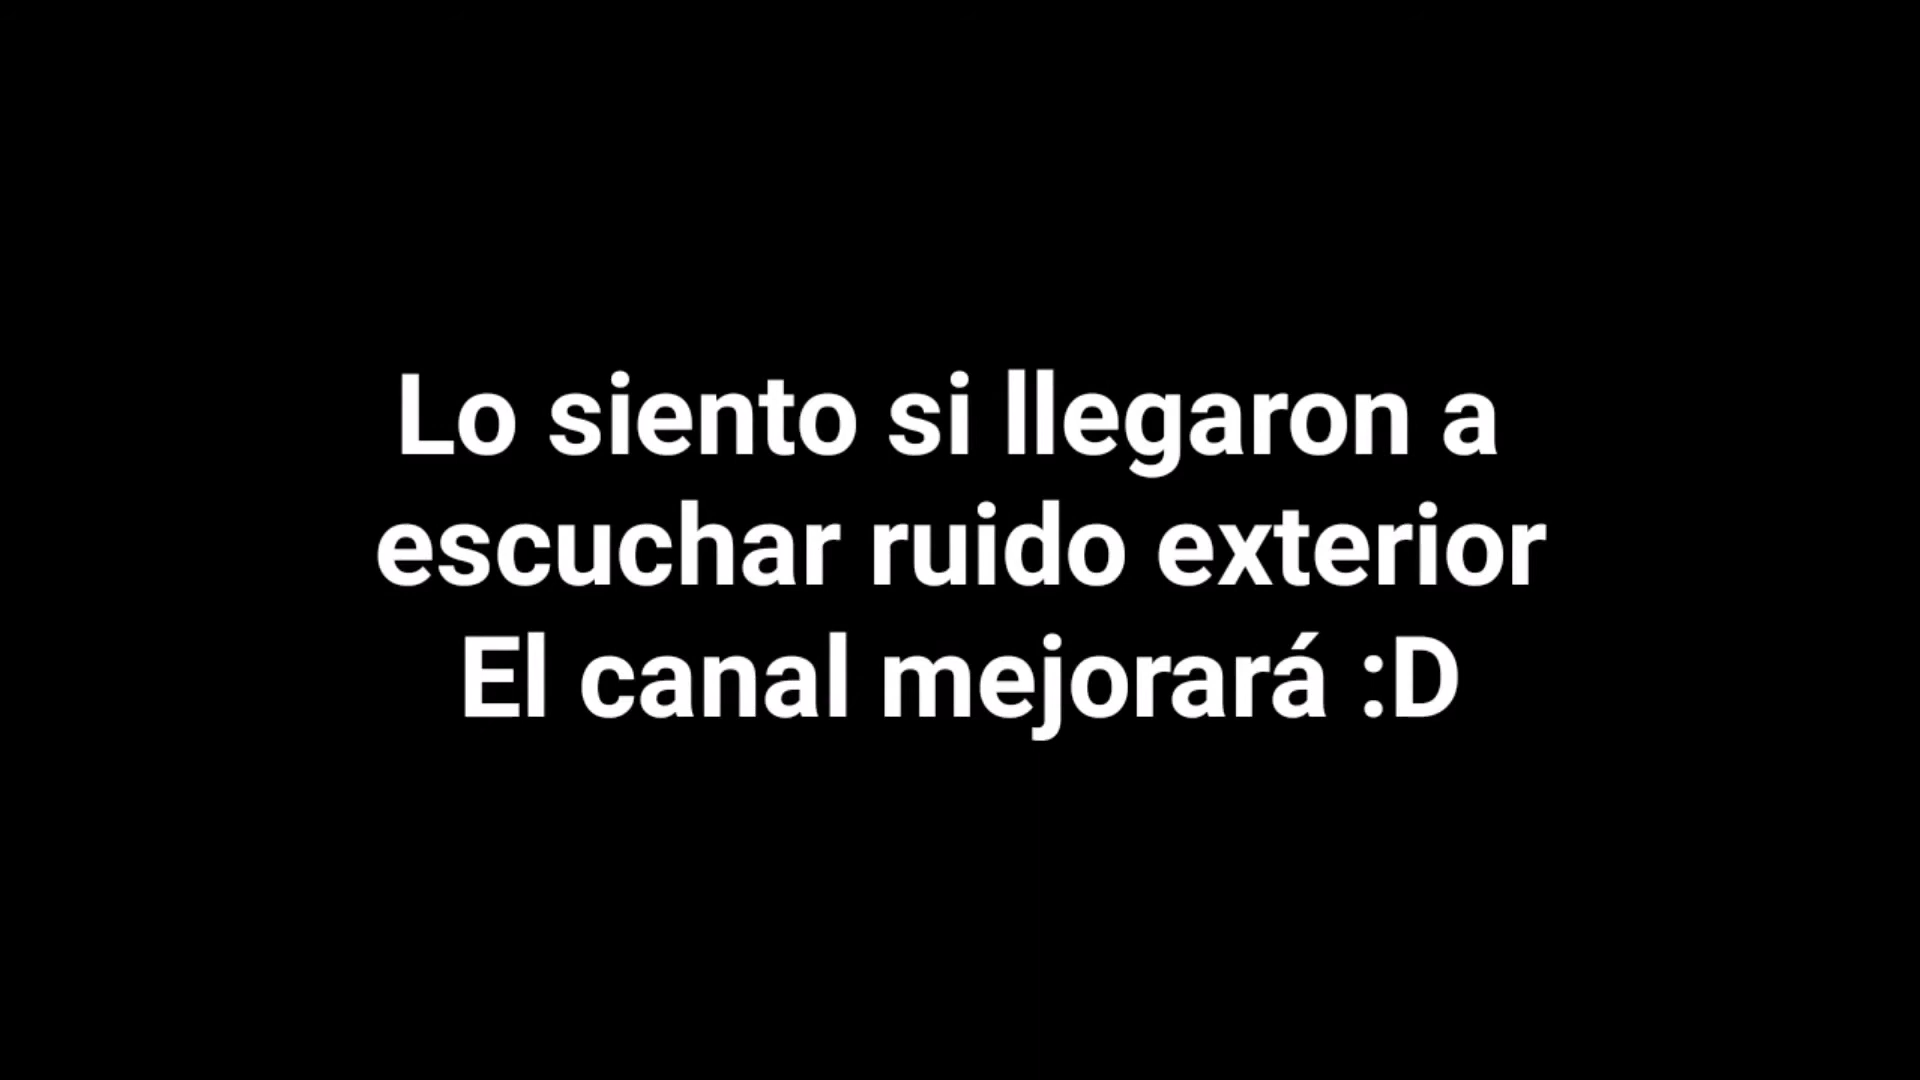 Lo siento si llegaron a
escuchar ruido exterior
El canal mejorará :D